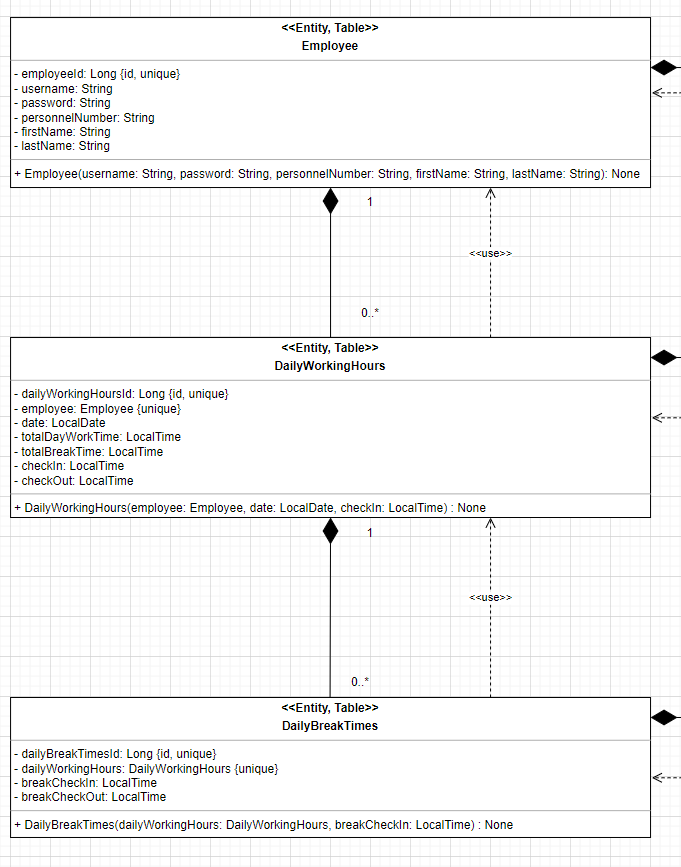 <<Entity, Table>>
Employee
- employeeId: Long {id, unique}
- username: String
- password: String
- personnelNumber: String
- firstName: String
- lastName: String
+ Employee(username: String, password: String, personnelNumber: String, firstName: String, lastName: String): None
1
<<use>>
0..*
<<Entity, Table>>
DailyWorkingHours
- dailyWorkingHoursId: Long {id, unique}
- employee: Employee {unique}
- date: LocalDate
- totalDayWorkTime: LocalTime
- totalBreakTime: LocalTime
- checkIn: LocalTime
- checkOut: LocalTime
+ DailyWorkingHours(employee: Employee, date: LocalDate, checkIn: LocalTime) : None
1
<<use>>
0..*
<<Entity, Table>>
DailyBreakTimes
- dailyBreakTimesId: Long {id, unique}
- dailyWorkingHours: DailyWorkingHours {unique}
- breakCheckIn: LocalTime
- breakCheckOut: LocalTime
+ DailyBreakTimes(dailyWorkingHours: DailyWorkingHours, breakCheckIn: LocalTime) : None